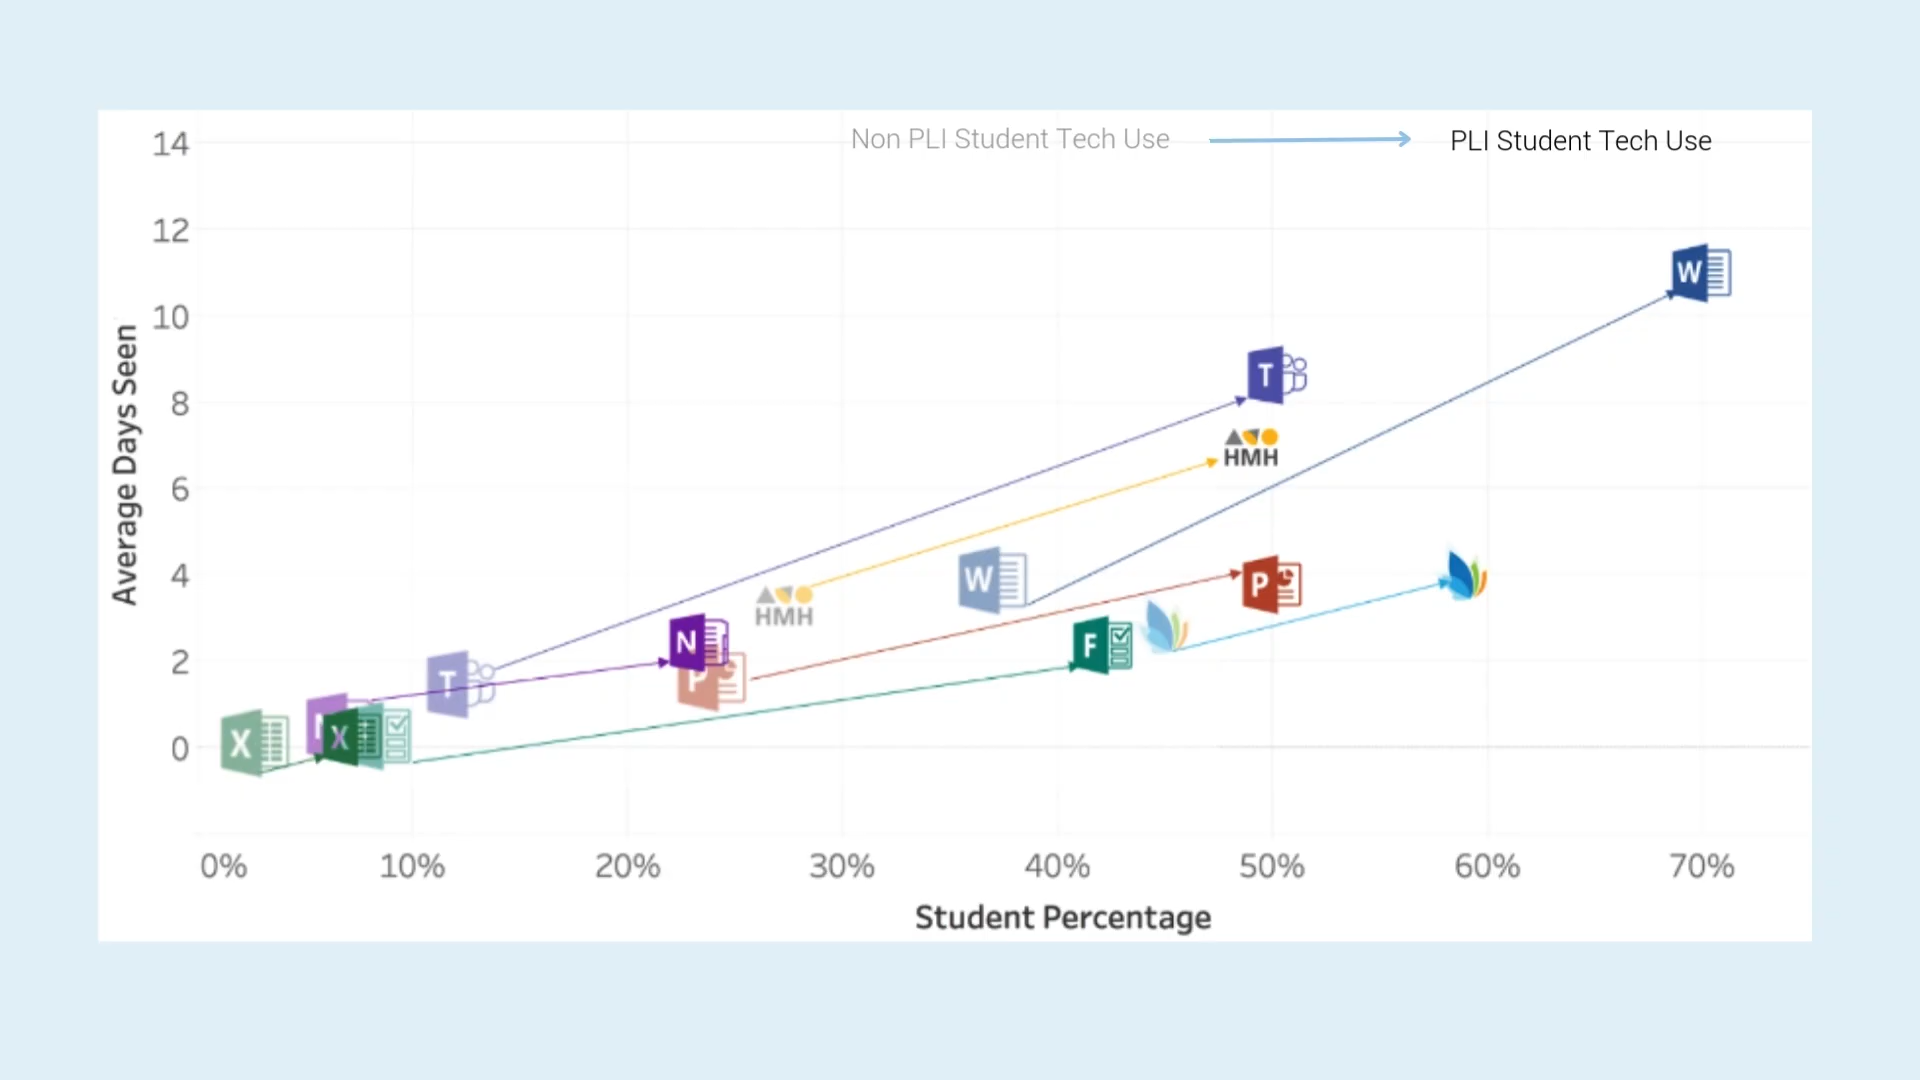 14
Non PLI Student Tech Use
PLI Student Tech Use
12
10
8
6
4
2
0
Average Days Seen
W
T
HMH
W
P
HMH
F
N
P
T
N
X
X
0%
10%
20%
30%
40%
50%
60%
70%
Student Percentage